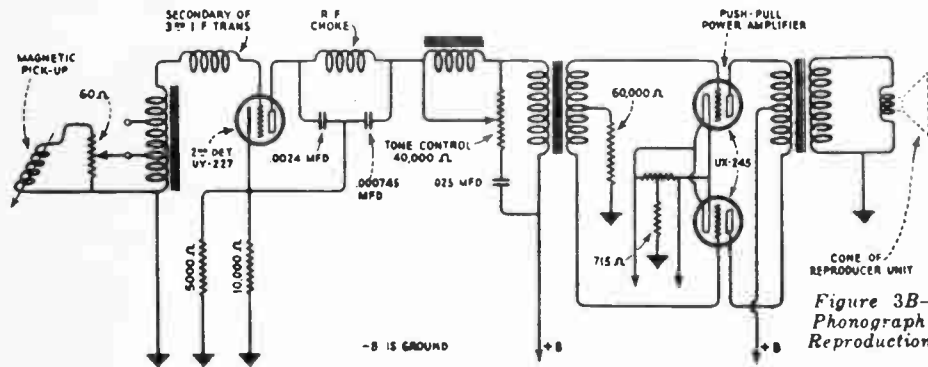 SECONDARY OF
3RD I F TRANS
R F
CHOKE
PUSH-PULL
POWER AMPLIFIER
MAGNETIC
PICK-UP
60 Ω
60,000 Ω
2ND DET.
UY-227
.0024 MFD
.000745
MFD
TONE CONTROL
40,000 Ω
.025 MFD
UX-245
715 Ω
5000 Ω
10,000 Ω
CONE OF
REPRODUCER UNIT
-B IS GROUND
+B
+B
Figure 3B—
Phonograph
Reproduction